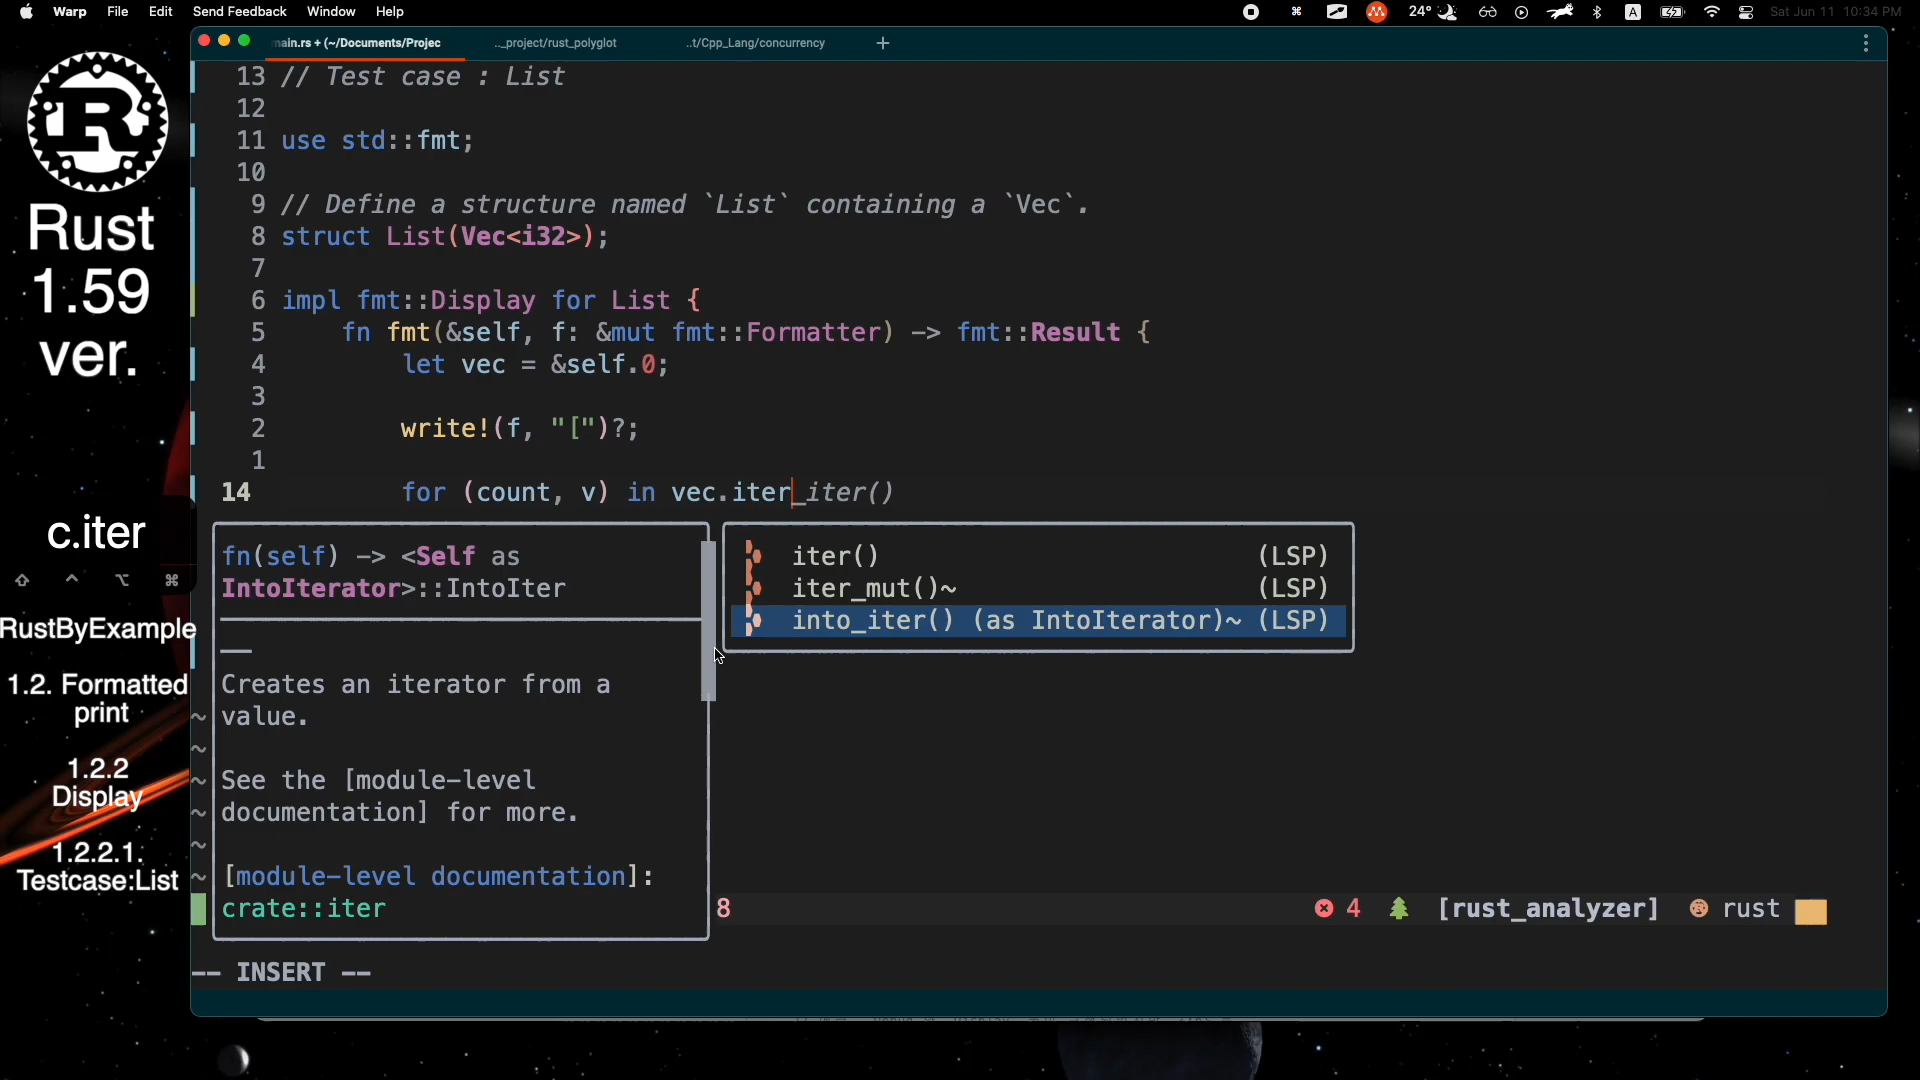 Warp File Edit Send Feedback Window Help
24° A Sat Jun 11 10:34 PM
main.rs + (~/Documents/Projec
.._project/rust_polyglot
..t/Cpp_Lang/concurrency
+
13 // Test case : List
12
11 use std::fmt;
10
9 // Define a structure named `List` containing a `Vec`.
8 struct List(Vec<i32>);
7
6 impl fmt::Display for List {
5 fn fmt(&self, f: &mut fmt::Formatter) -> fmt::Result {
4 let vec = &self.0;
3
2 write!(f, "[")?;
1
14 for (count, v) in vec.iter_iter()
fn(self) -> <Self as
IntoIterator>::IntoIter
Creates an iterator from a
value.
See the [module-level
documentation] for more.
[module-level documentation]:
crate::iter
iter() (LSP)
iter_mut()~ (LSP)
into_iter() (as IntoIterator)~ (LSP)
~
~
~
~
~
~
8
4 [rust_analyzer] rust
-- INSERT --
R
Rust
1.59
ver.
c.iter
⇧ ^ ⌥ ⌘
RustByExample
1.2. Formatted
print
1.2.2
Display
1.2.2.1.
Testcase:List